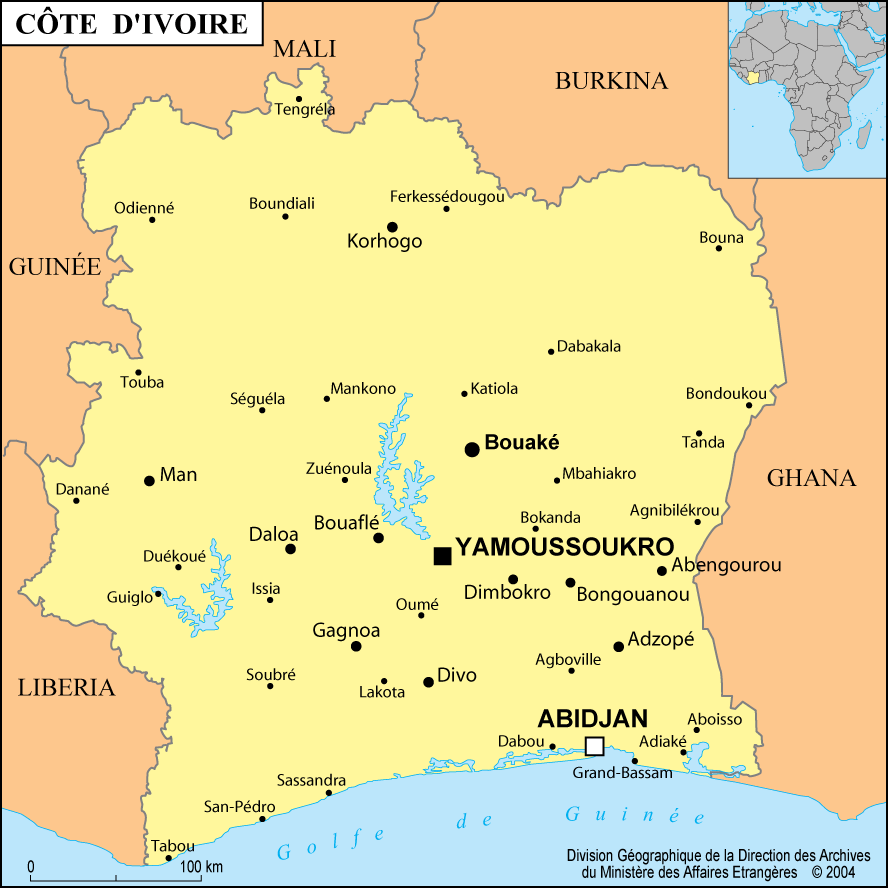 CÔTE D'IVOIRE
MALI
BURKINA
Tengréla
Ferkessédougou
Boundiali
Odienné
Korhogo
Bouna
GUINÉE
Dabakala
Touba
Mankono
Katiola
Séguéla
Bondoukou
Bouaké
Tanda
Zuénoula
Man
Mbahiakro
GHANA
Danané
Agnibilékrou
Bokanda
Bouaflé
Daloa
YAMOUSSOUKRO
Duékoué
Abengourou
Issia
Dimbokro
Bongouanou
Guiglo
Oumé
Gagnoa
Adzopé
Agboville
LIBERIA
Soubré
Divo
Lakota
ABIDJAN
Aboisso
Dabou
Adiaké
Grand-Bassam
Sassandra
San-Pédro
Golfe de Guinée
Tabou
0 100 km
Division Géographique de la Direction des Archives
du Ministère des Affaires Etrangères © 2004